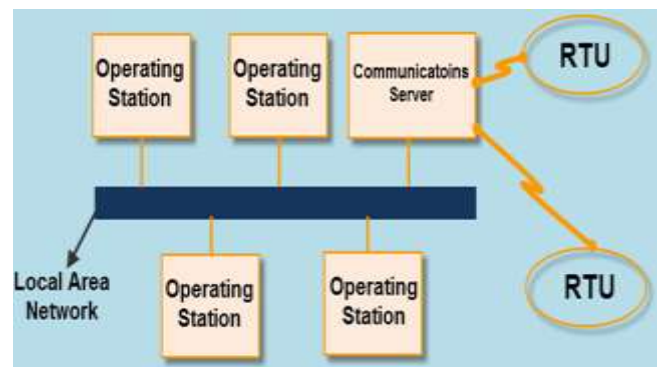 Operating
Station
Operating
Station
Communicatoins
Server
RTU
Local Area
Network
Operating
Station
Operating
Station
RTU